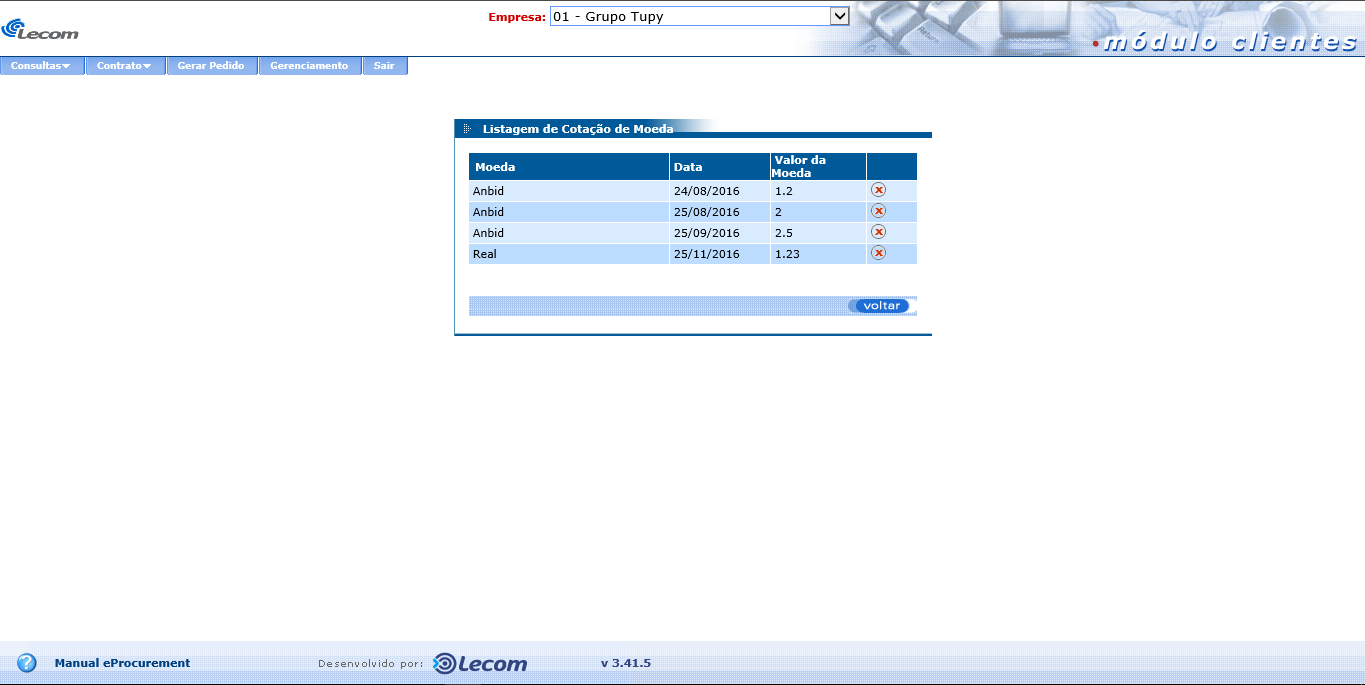 Lecom
Empresa: 01 - Grupo Tupy
Return
módulo clientes
Consultas Contrato Gerar Pedido Gerenciamento Sair
Listagem de Cotação de Moeda
Moeda Data Valor da Moeda
Anbid 24/08/2016 1.2
Anbid 25/08/2016 2
Anbid 25/09/2016 2.5
Real 25/11/2016 1.23
voltar
? Manual eProcurement Desenvolvido por: Lecom v 3.41.5